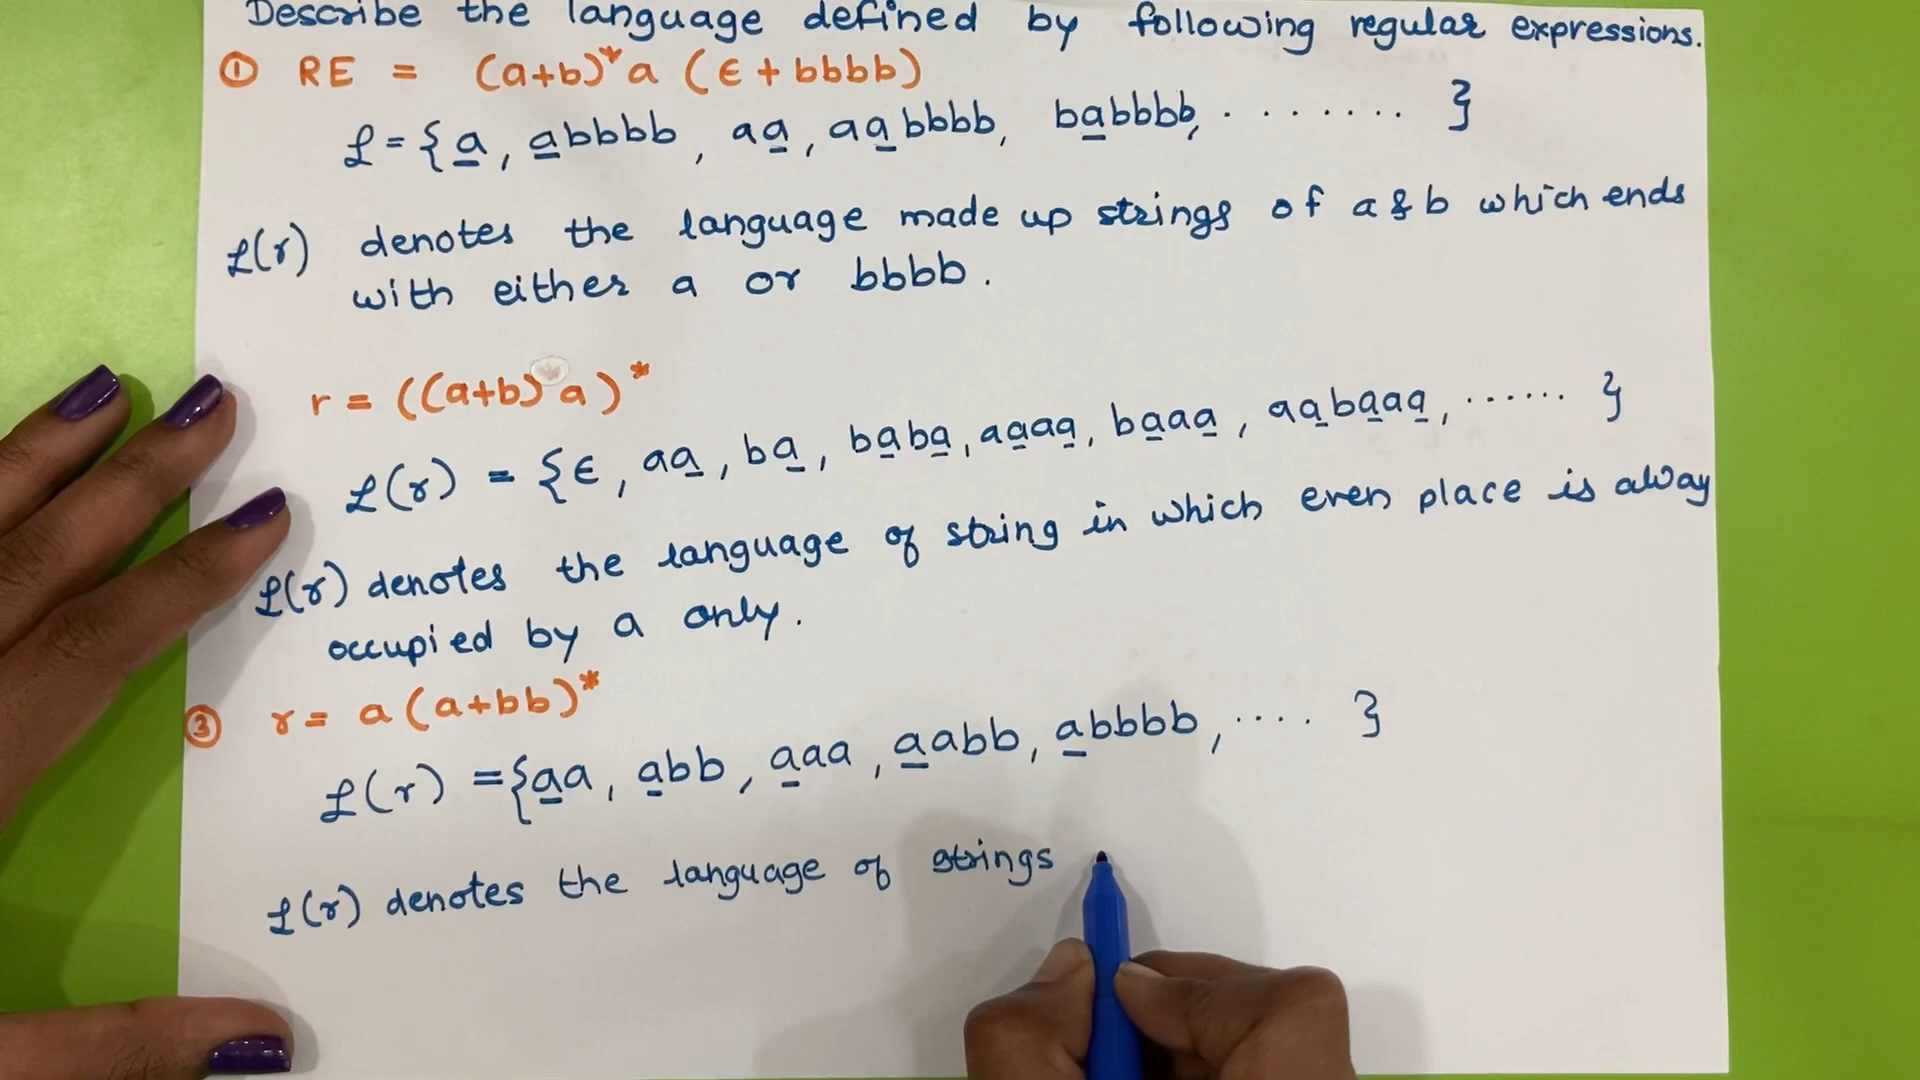 Describe the language defined by following regular expressions.
① RE = (a+b)* a (ϵ + bbbb)
L = {a, abbbb, aa, aabbbb, babbbb, ....... }
L(r) denotes the language made up strings of a & b which ends
with either a or bbbb.
r = ((a+b) a)*
L(r) = {ϵ, aa, ba, baba, aaaa, baaa, aabaaa, ...... }
L(r) denotes the language of string in which even place is alway
occupied by a only.
③ r = a (a+bb)*
L(r) = {aa, abb, aaa, aabb, abbbb, .... }
L(r) denotes the language of strings